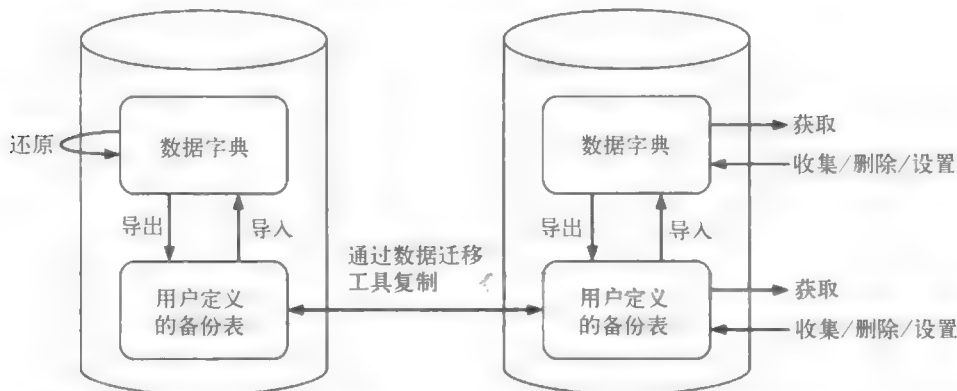 还原
数据字典
导出
导入
用户定义
的备份表
通过数据迁移
工具复制
数据字典
获取
收集/删除/设置
导出
导入
用户定义
的备份表
获取
收集/删除/设置